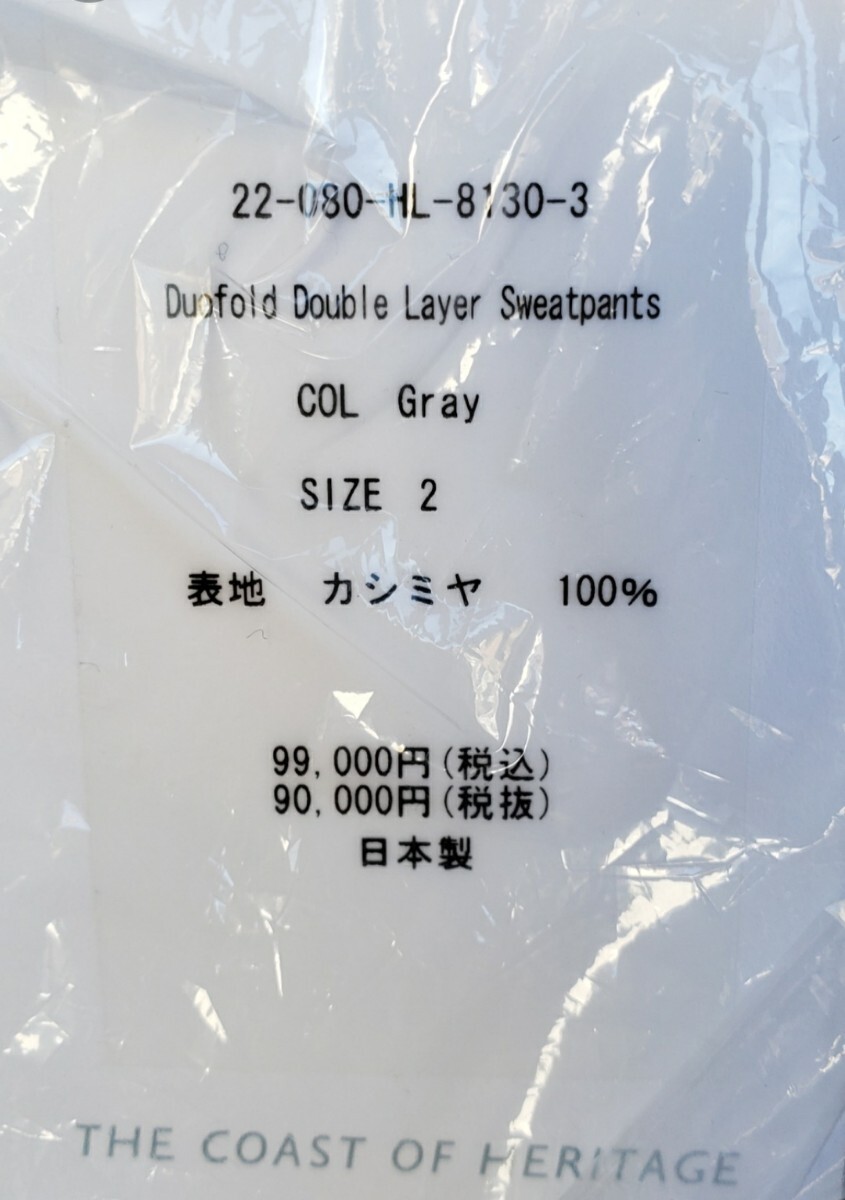 22-080-HL-8130-3
Duofold Double Layer Sweatpants
COL Gray
SIZE 2
表地 カシミヤ 100%
99,000円(税込)
90,000円(税抜)
日本製
THE COAST OF HERITAGE